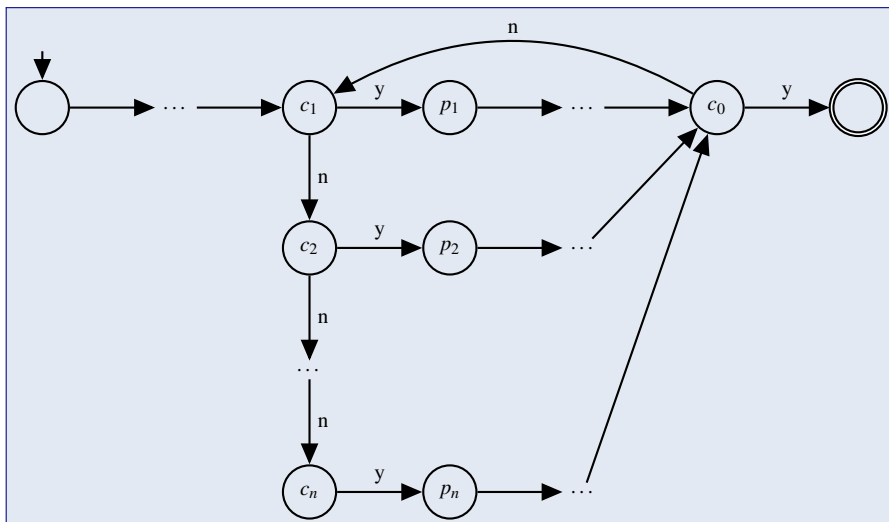 n
... c₁ y p₁ ... c₀ y
n
c₂ y p₂ ...
n
...
n
cₙ y pₙ ...